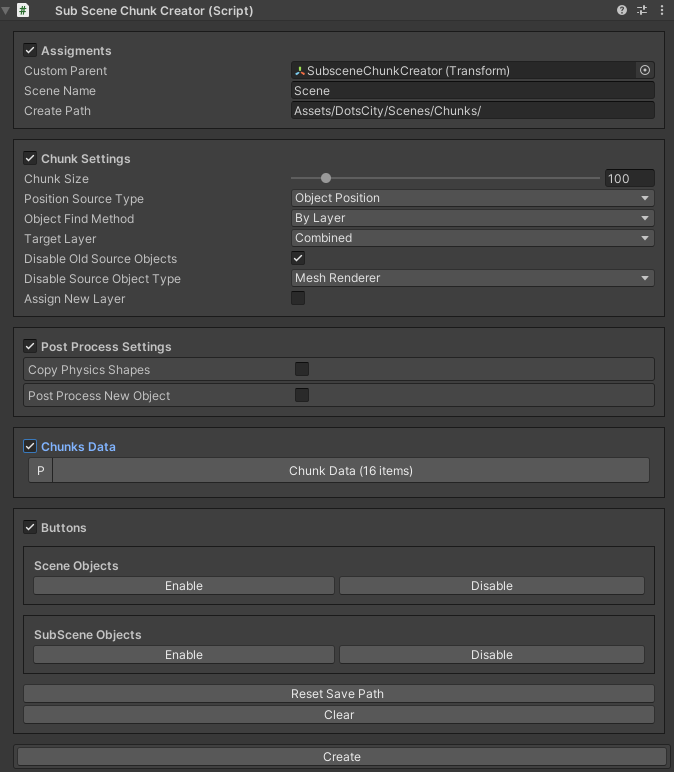 # Sub Scene Chunk Creator (Script)
Assigments
Custom Parent SubsceneChunkCreator (Transform)
Scene Name Scene
Create Path Assets/DotsCity/Scenes/Chunks/
Chunk Settings
Chunk Size 100
Position Source Type Object Position
Object Find Method By Layer
Target Layer Combined
Disable Old Source Objects
Disable Source Object Type Mesh Renderer
Assign New Layer
Post Process Settings
Copy Physics Shapes
Post Process New Object
Chunks Data
P Chunk Data (16 items)
Buttons
Scene Objects
Enable Disable
SubScene Objects
Enable Disable
Reset Save Path
Clear
Create